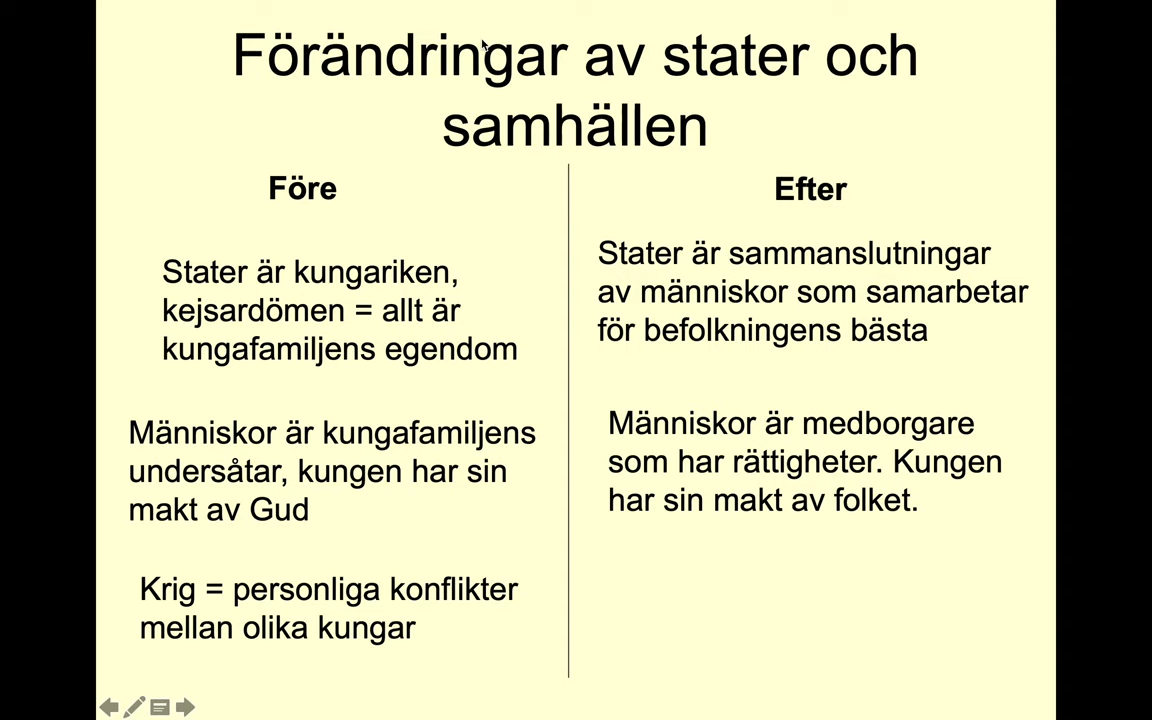 Förändringar av stater och
samhällen
Före
Stater är kungariken,
kejsardömen = allt är
kungafamiljens egendom
Människor är kungafamiljens
undersåtar, kungen har sin
makt av Gud
Krig = personliga konflikter
mellan olika kungar
Efter
Stater är sammanslutningar
av människor som samarbetar
för befolkningens bästa
Människor är medborgare
som har rättigheter. Kungen
har sin makt av folket.